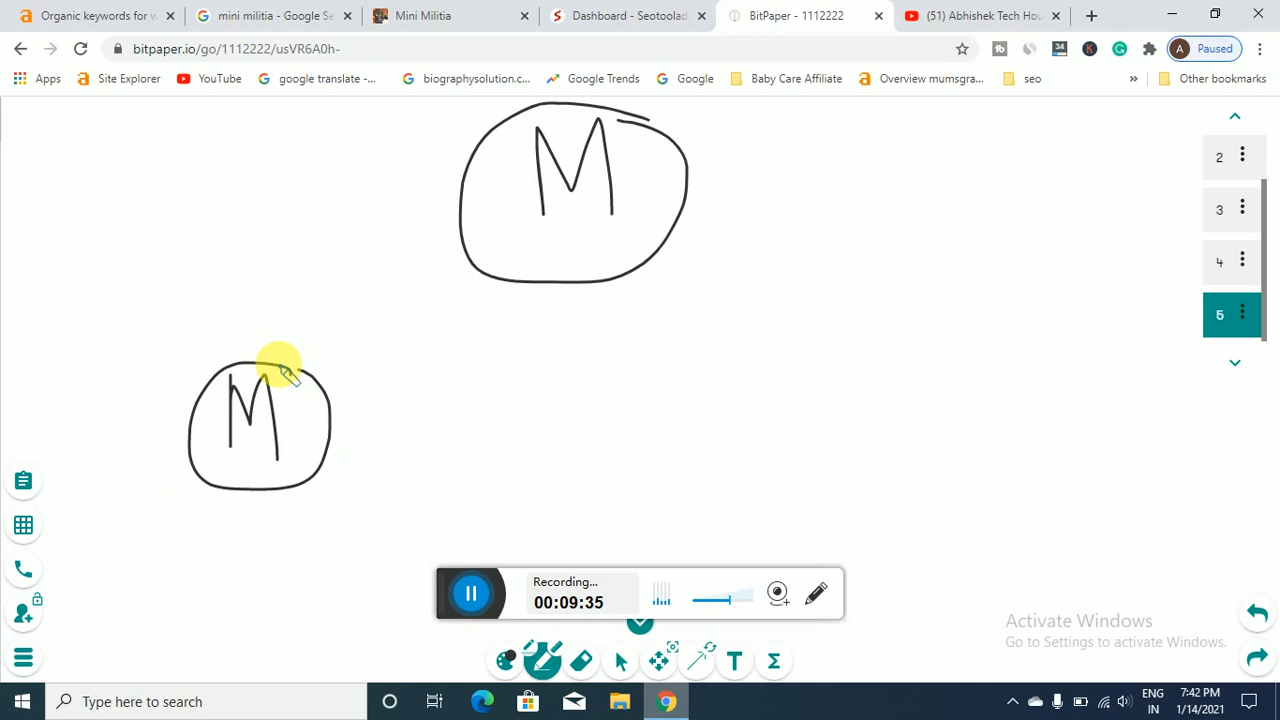 Organic keywords for w
mini militia - Google Se
Mini Militia
Dashboard - Seotoolad
BitPaper - 1112222
(51) Abhishek Tech Hou
bitpaper.io/go/1112222/usVR6A0h-
34
A
Paused
Apps
Site Explorer
YouTube
google translate -...
biographysolution.c...
Google Trends
Google
Baby Care Affiliate
Overview mumsgra...
seo
»
Other bookmarks
M
2
3
4
5
M
Recording...
00:09:35
Activate Windows
Go to Settings to activate Windows.
T
Σ
Type here to search
ENG
IN
7:42 PM
1/14/2021